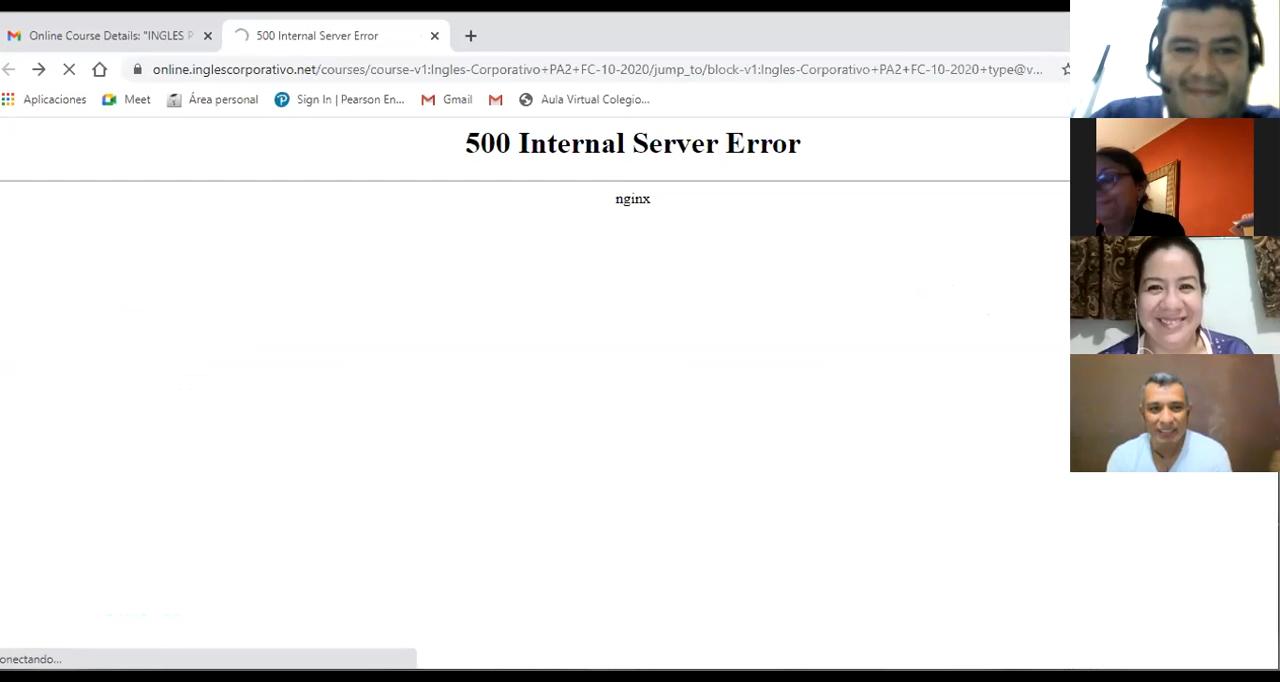 Online Course Details: "INGLES P
500 Internal Server Error
online.inglescorporativo.net/courses/course-v1:Ingles-Corporativo+PA2+FC-10-2020/jump_to/block-v1:Ingles-Corporativo+PA2+FC-10-2020+type@v...
Aplicaciones Meet Área personal Sign In | Pearson En... Gmail Aula Virtual Colegio...
500 Internal Server Error
nginx
onectando...